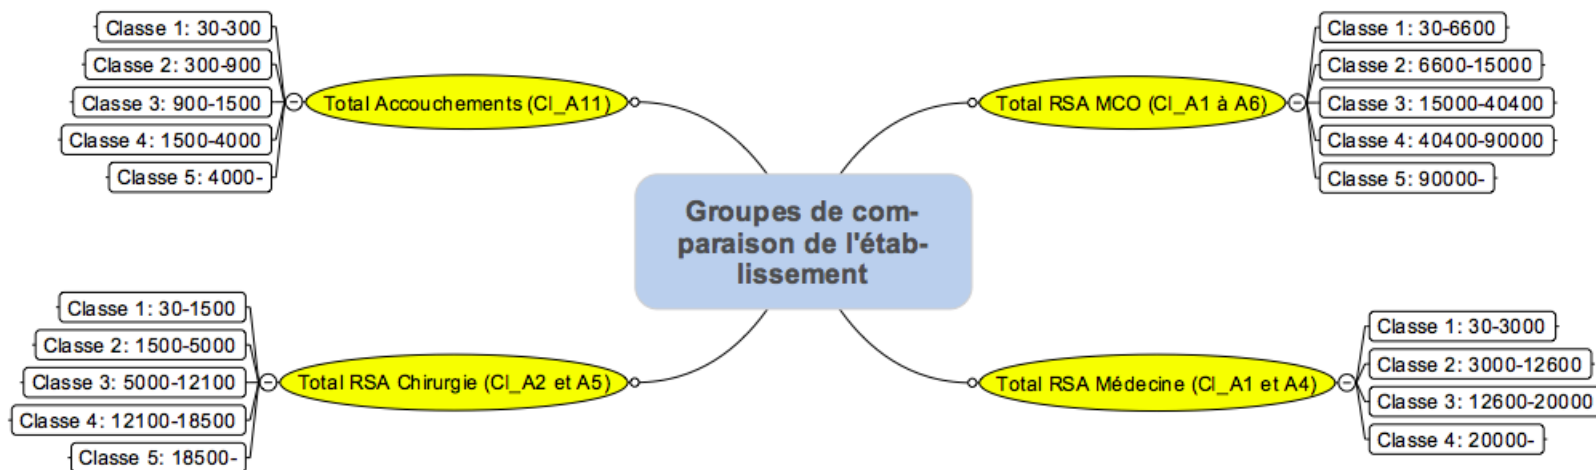 Classe 1: 30-300
Classe 2: 300-900
Classe 3: 900-1500
Classe 4: 1500-4000
Classe 5: 4000-
Total Accouchements (Cl_A11)
Total RSA MCO (Cl_A1 à A6)
Classe 1: 30-6600
Classe 2: 6600-15000
Classe 3: 15000-40400
Classe 4: 40400-90000
Classe 5: 90000-
Groupes de com-
paraison de l'étab-
lissement
Classe 1: 30-1500
Classe 2: 1500-5000
Classe 3: 5000-12100
Classe 4: 12100-18500
Classe 5: 18500-
Total RSA Chirurgie (Cl_A2 et A5)
Total RSA Médecine (Cl_A1 et A4)
Classe 1: 30-3000
Classe 2: 3000-12600
Classe 3: 12600-20000
Classe 4: 20000-